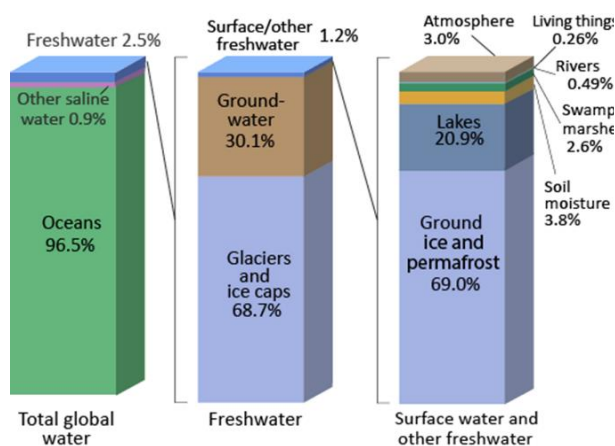 Freshwater 2.5%
Other saline
water 0.9%
Oceans
96.5%
Total global
water
Surface/other
freshwater 1.2%
Ground-
water
30.1%
Glaciers and
ice caps
68.7%
Freshwater
Atmosphere
3.0%
Living things
0.26%
Rivers
0.49%
Swamp
marshe
2.6%
Soil
moisture
3.8%
Lakes
20.9%
Ground
ice and
permafrost
69.0%
Surface water and
other freshwater